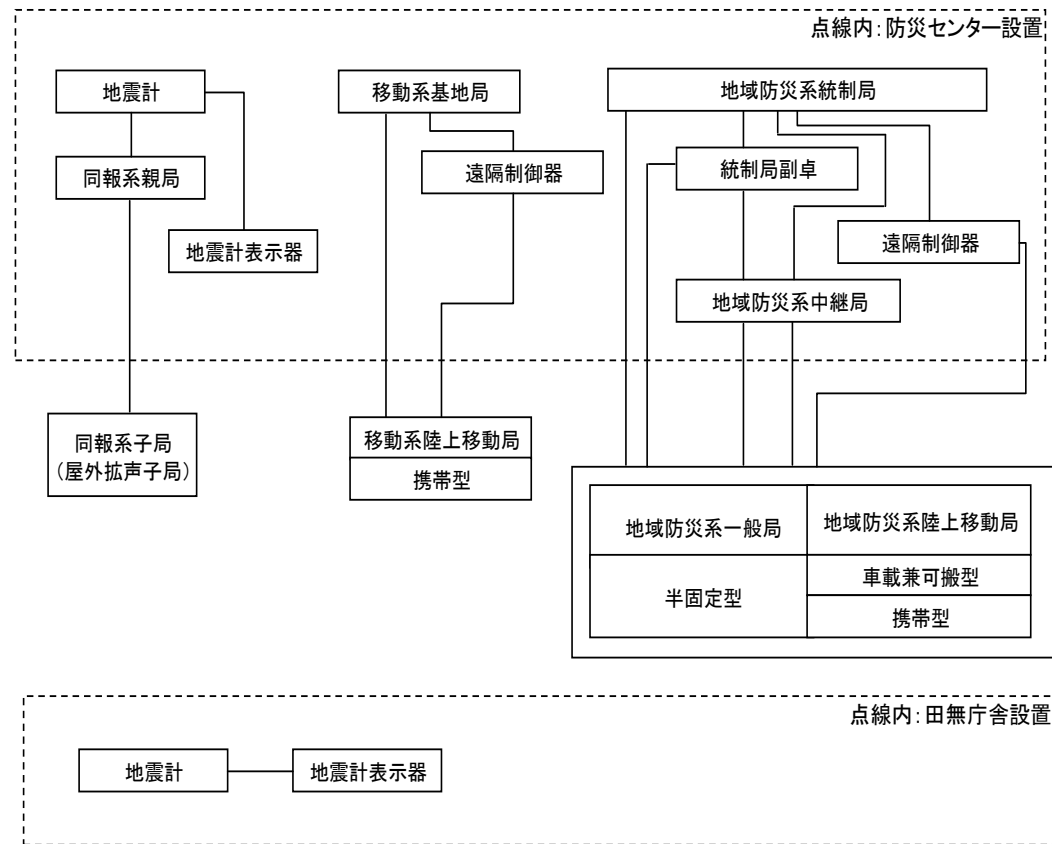 点線内：防災センター設置
地震計
移動系基地局
地域防災系統制局
同報系親局
遠隔制御器
統制局副卓
地震計表示器
遠隔制御器
地域防災系中継局
同報系子局
（屋外拡声子局）
移動系陸上移動局
携帯型
地域防災系一般局
地域防災系陸上移動局
半固定型
車載兼可搬型
携帯型
点線内：田無庁舎設置
地震計
地震計表示器